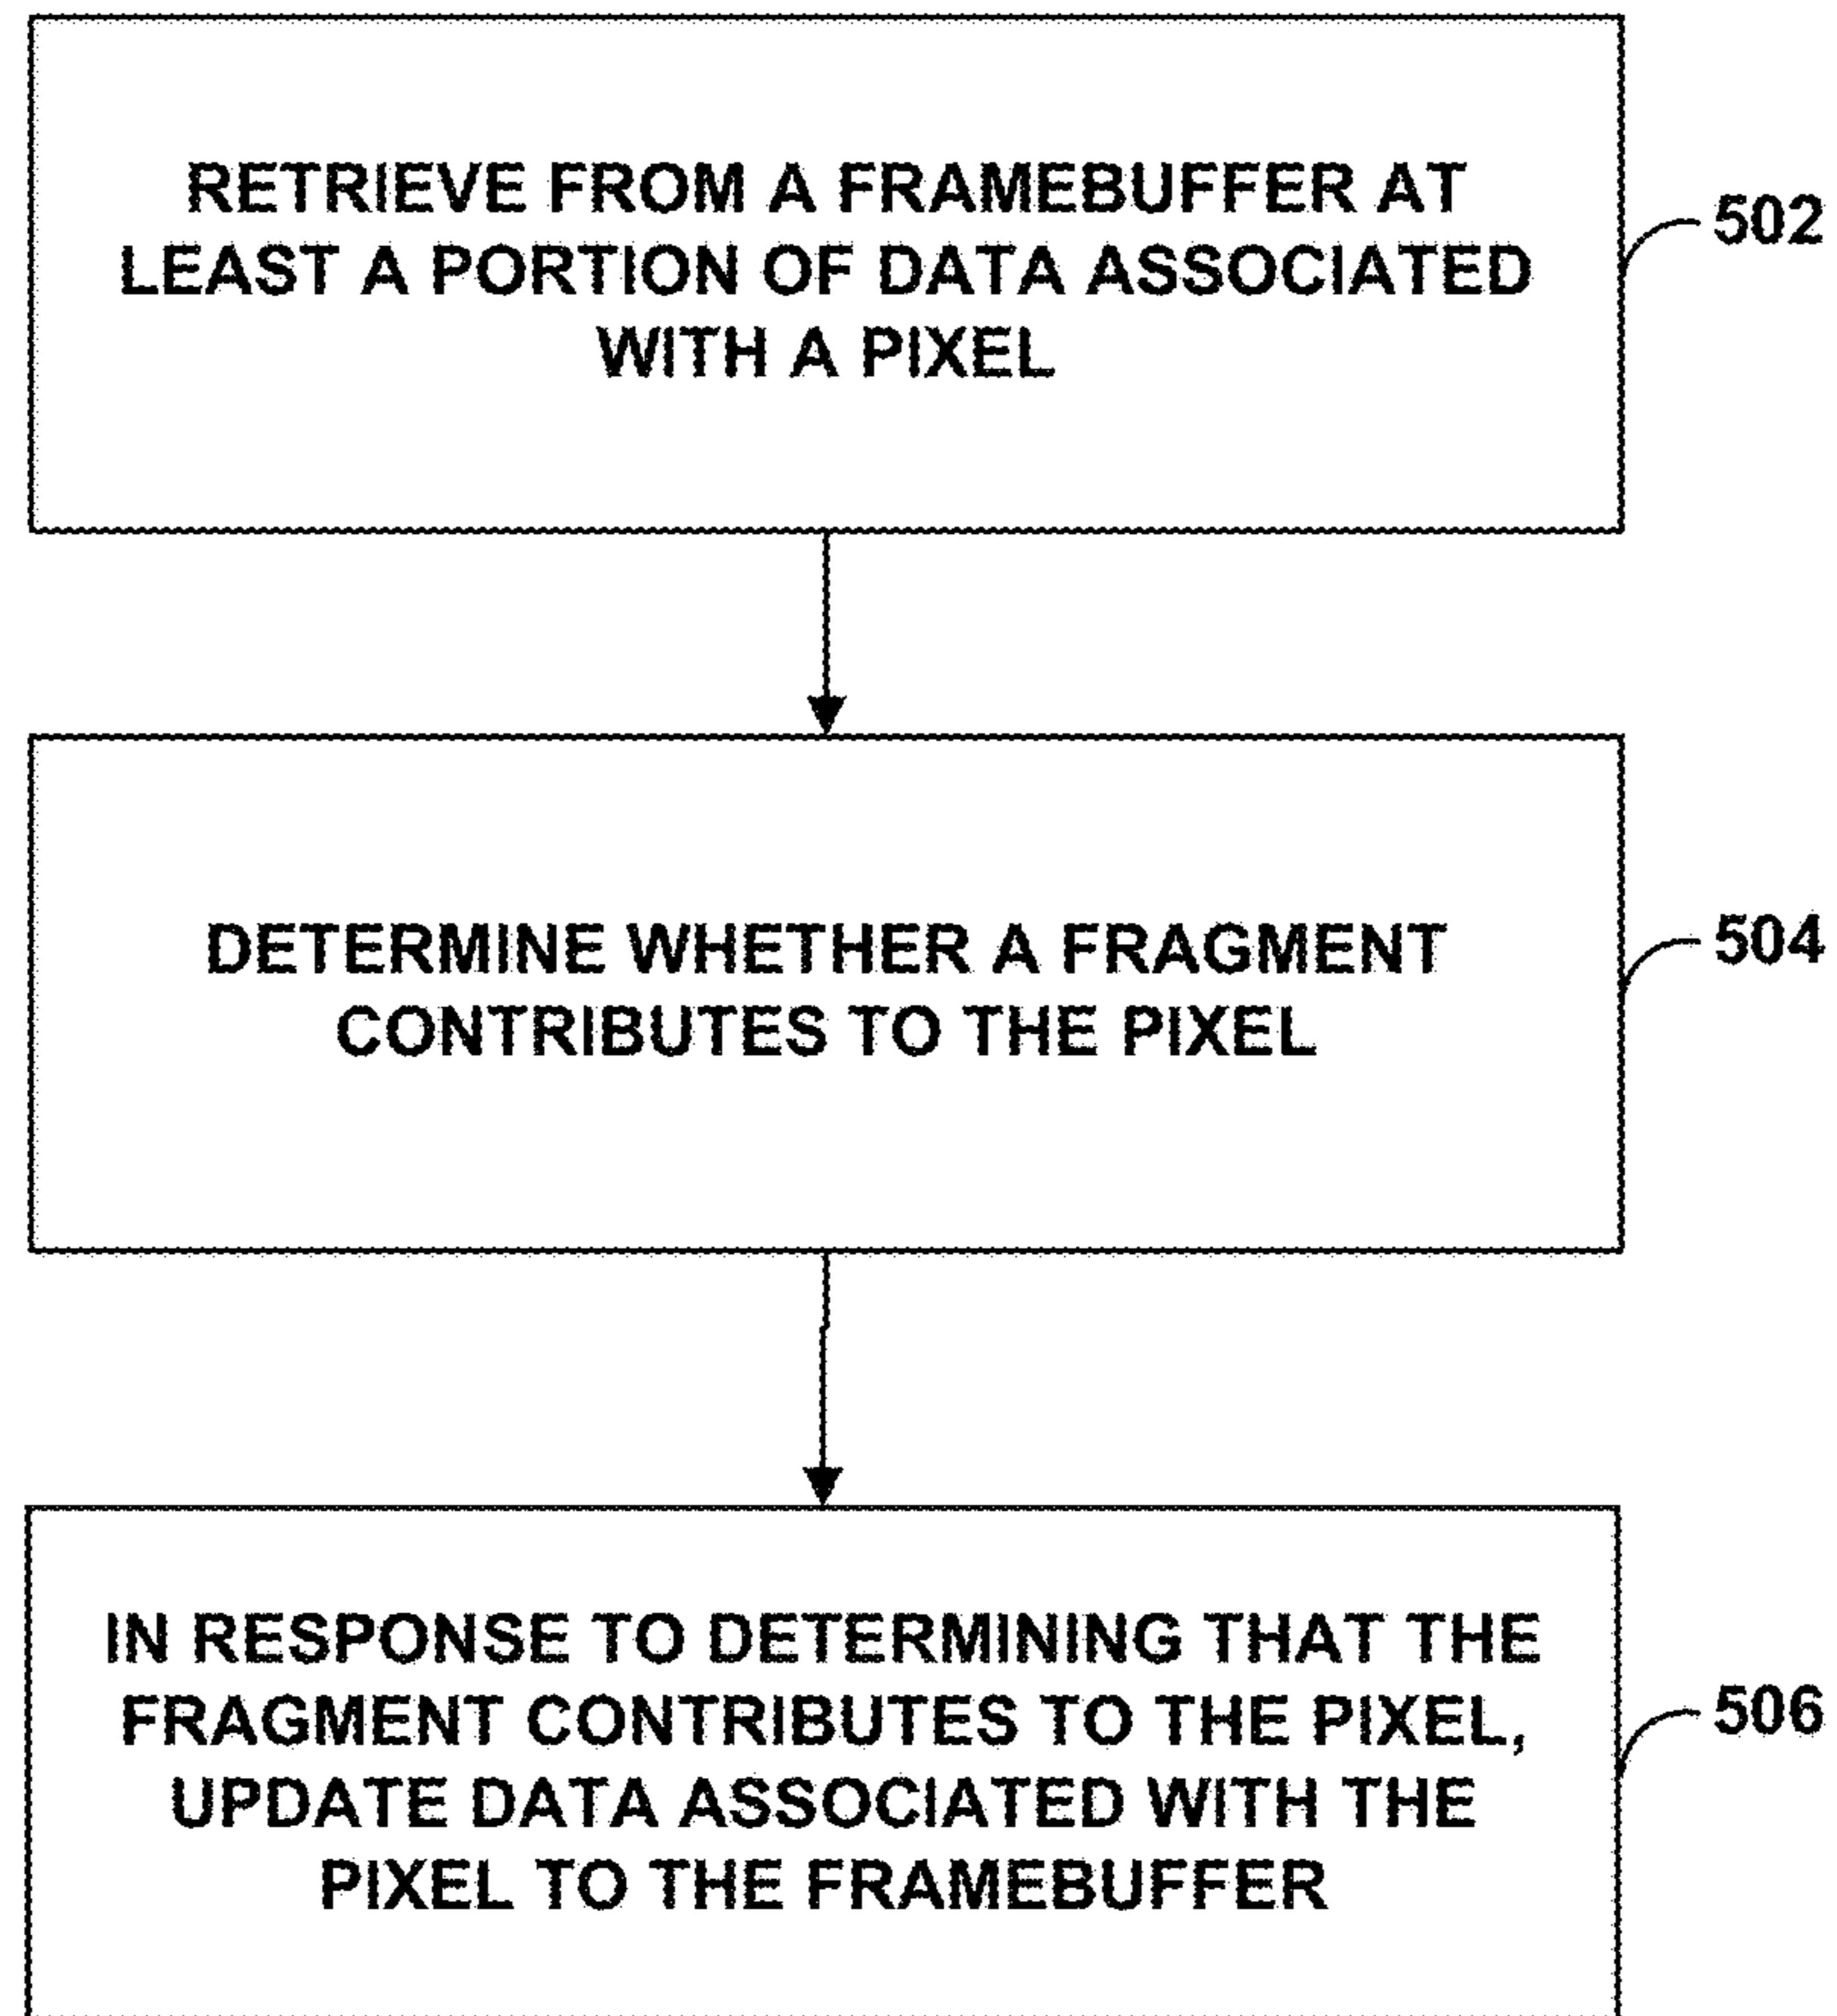 RETRIEVE FROM A FRAMEBUFFER AT
LEAST A PORTION OF DATA ASSOCIATED
WITH A PIXEL
502
DETERMINE WHETHER A FRAGMENT
CONTRIBUTES TO THE PIXEL
504
IN RESPONSE TO DETERMINING THAT THE
FRAGMENT CONTRIBUTES TO THE PIXEL,
UPDATE DATA ASSOCIATED WITH THE
PIXEL TO THE FRAMEBUFFER
506